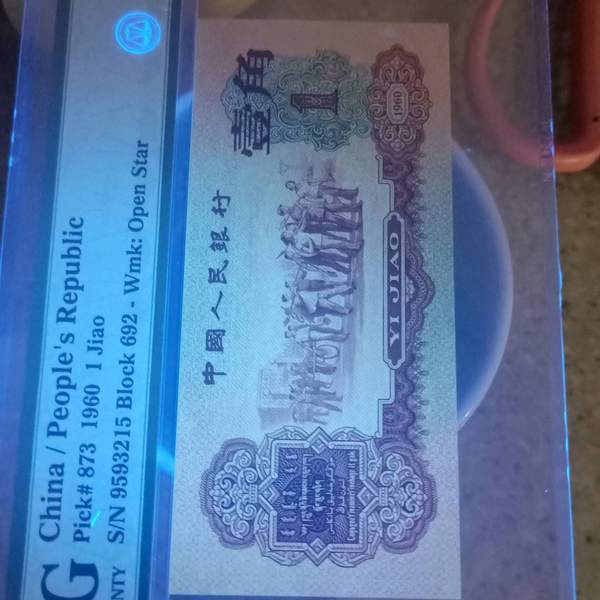 G
China / People's Republic
Pick# 873 1960 1 Jiao
NTY S/N 9593215 Block 692 - Wmk: Open Star
中國人民銀行
壹角
1
1960
YI JIAO